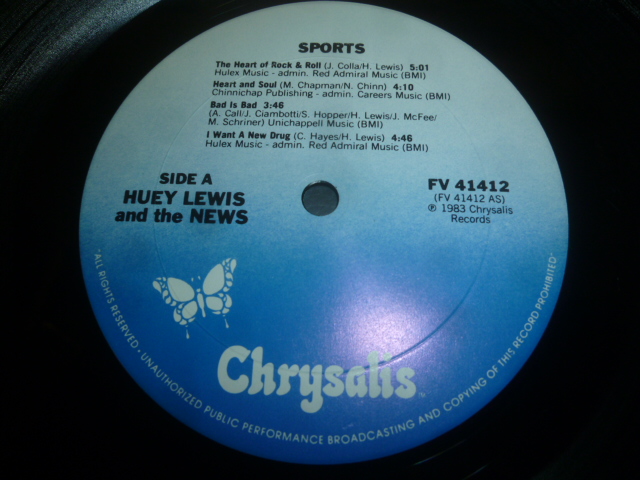 SPORTS
The Heart of Rock & Roll (J. Colla/H. Lewis) 5:01
Hulex Music - admin. Red Admiral Music (BMI)
Heart and Soul (M. Chapman/N. Chinn) 4:10
Chinnichap Publishing - admin. Careers Music (BMI)
Bad Is Bad 3:46
(A. Call/J. Ciambotti/S. Hopper/H. Lewis/J. McFee/
M. Schriner) Unichappell Music (BMI)
I Want A New Drug (C. Hayes/H. Lewis) 4:46
Hulex Music - admin. Red Admiral Music (BMI)
SIDE A
HUEY LEWIS
and the NEWS
FV 41412
(FV 41412 AS)
℗ 1983 Chrysalis
Records
Chrysalis
"ALL RIGHTS RESERVED - UNAUTHORIZED PUBLIC PERFORMANCE BROADCASTING AND COPYING OF THIS RECORD PROHIBITED"